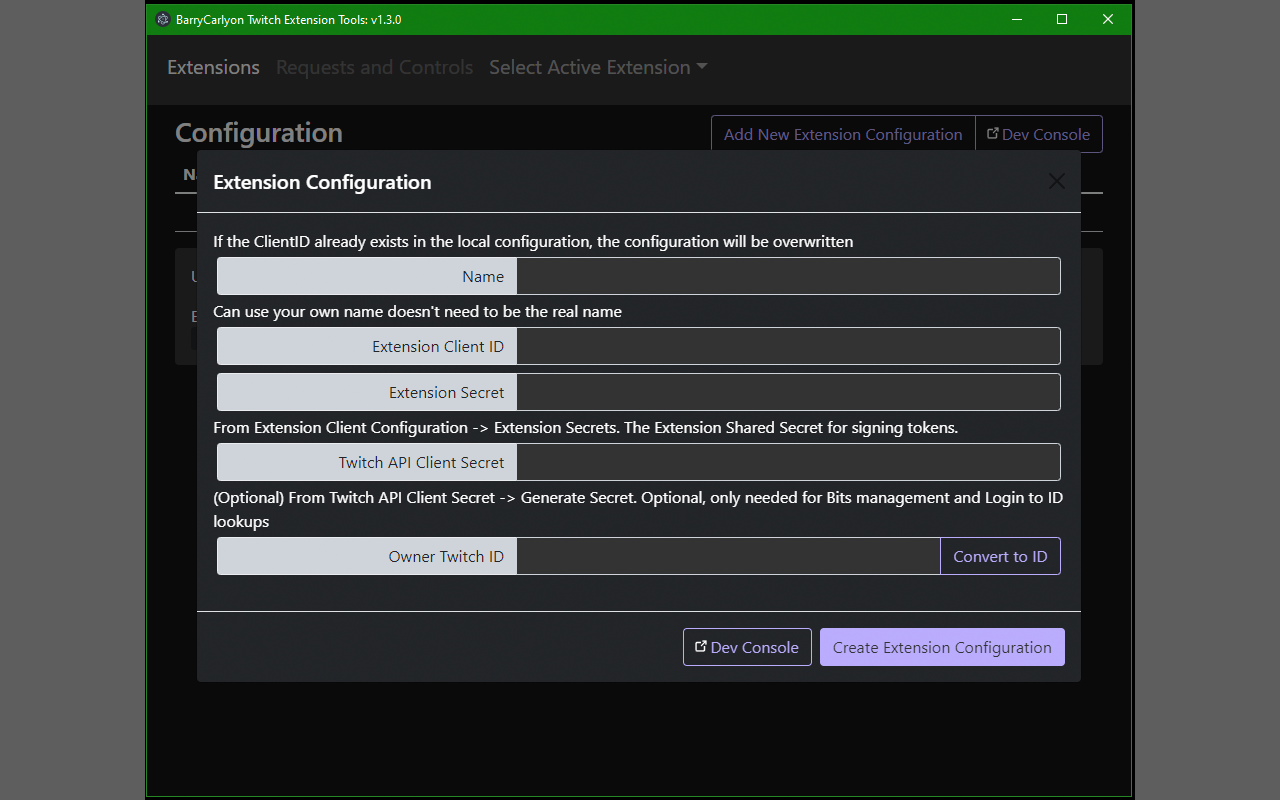 BarryCarlyon Twitch Extension Tools: v1.3.0
Extensions Requests and Controls Select Active Extension
Configuration
Add New Extension Configuration Dev Console
Extension Configuration
If the ClientID already exists in the local configuration, the configuration will be overwritten
Name
Can use your own name doesn't need to be the real name
Extension Client ID
Extension Secret
From Extension Client Configuration -> Extension Secrets. The Extension Shared Secret for signing tokens.
Twitch API Client Secret
(Optional) From Twitch API Client Secret -> Generate Secret. Optional, only needed for Bits management and Login to ID
lookups
Owner Twitch ID Convert to ID
Dev Console Create Extension Configuration